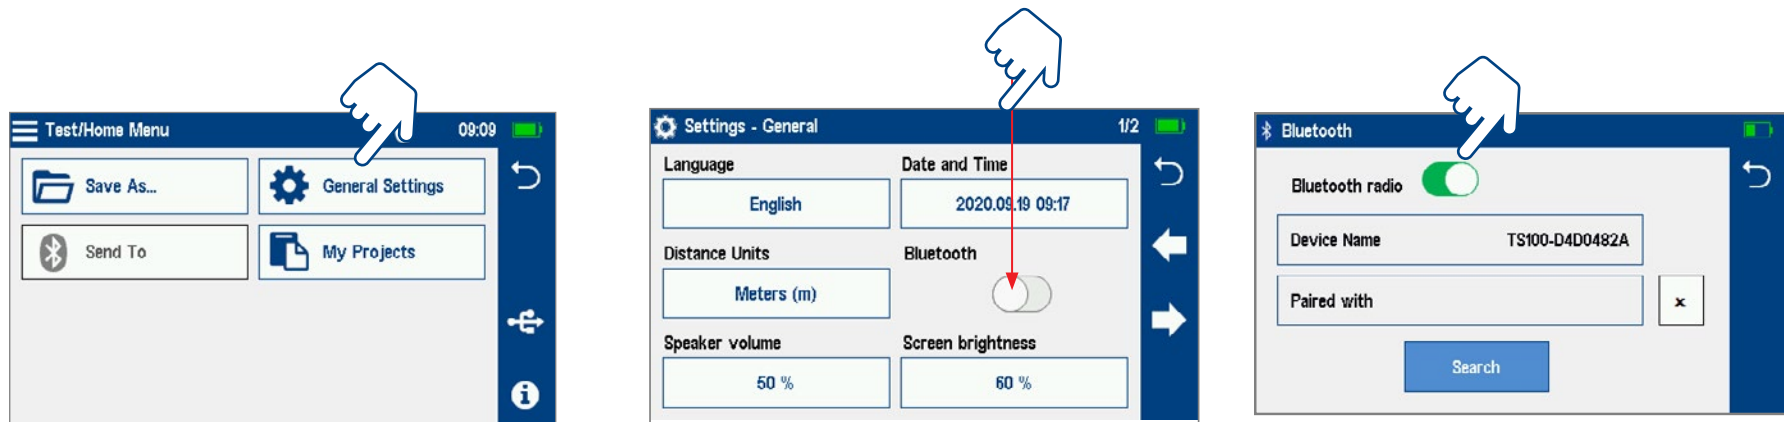 Test/Home Menu 09:09
Save As... General Settings
Send To My Projects
Settings - General 1/2
Language Date and Time
English 2020.09.19 09:17
Distance Units Bluetooth
Meters (m)
Speaker volume Screen brightness
50 % 60 %
Bluetooth
Bluetooth radio
Device Name TS100-D4D0482A
Paired with x
Search